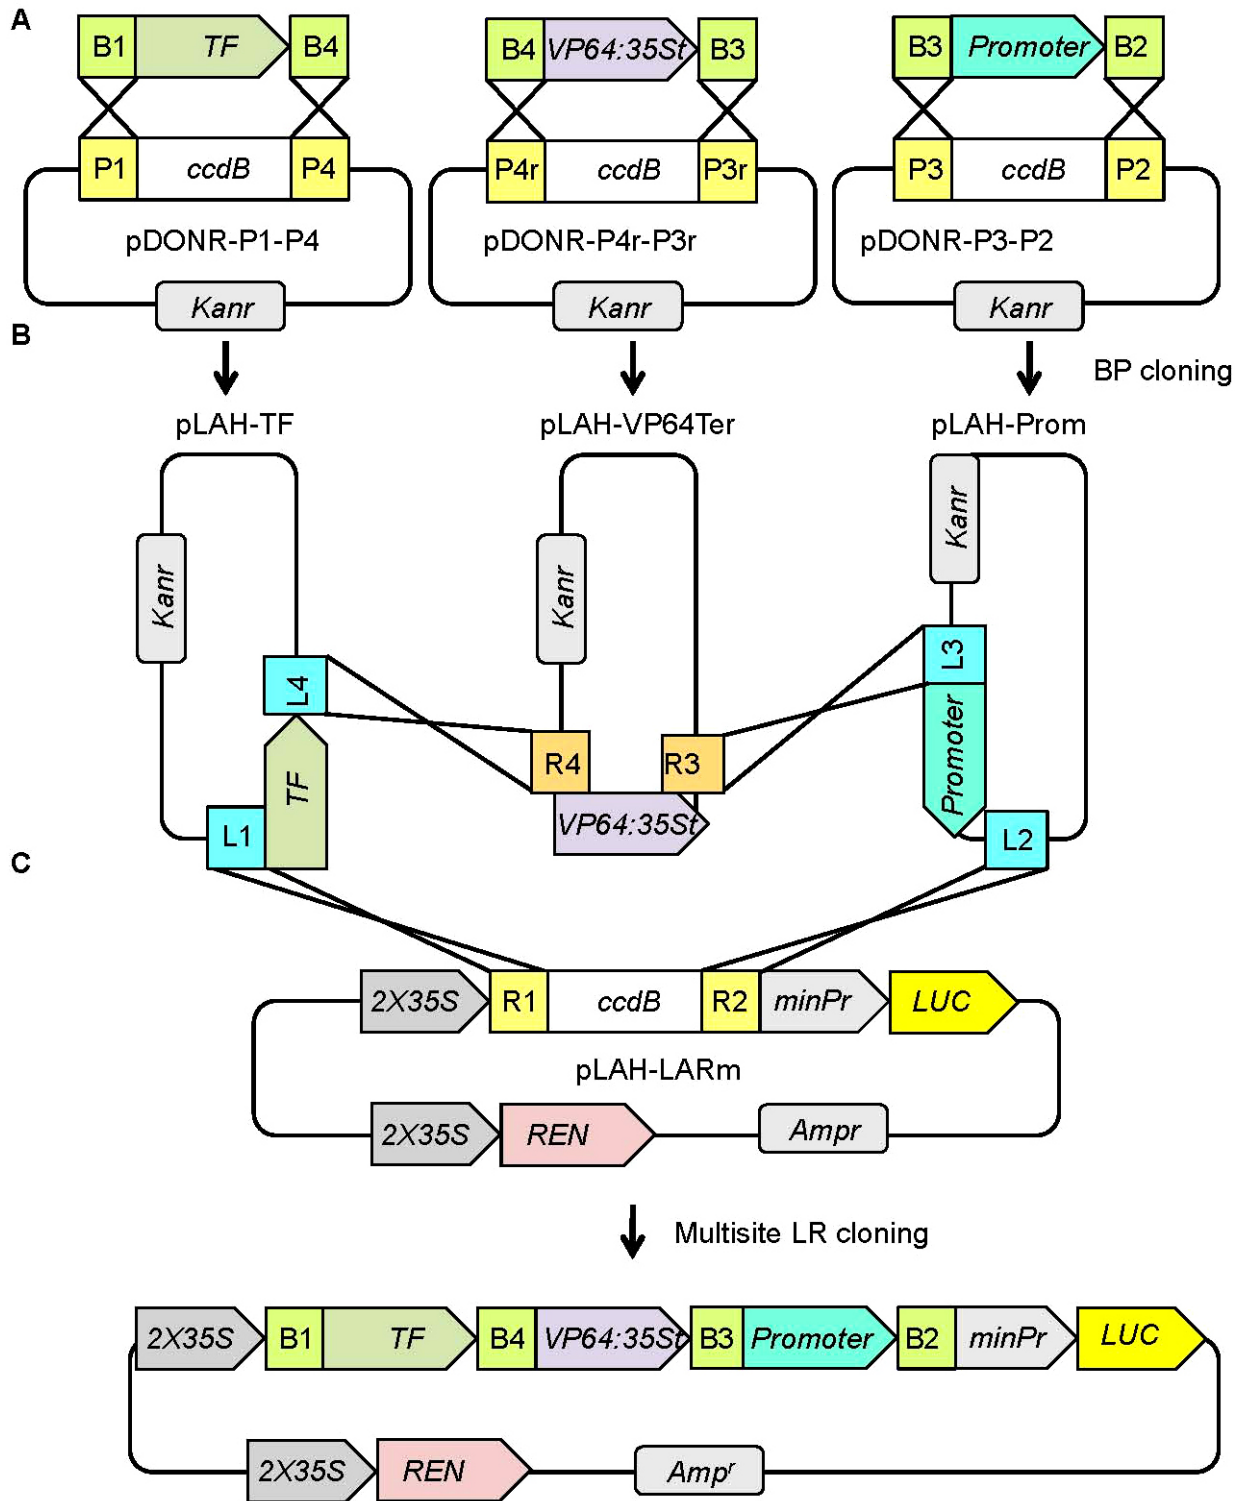 A
B1 TF B4 B4 VP64:35St B3 B3 Promoter B2
P1 ccdB P4 P4r ccdB P3r P3 ccdB P2
pDONR-P1-P4 pDONR-P4r-P3r pDONR-P3-P2
Kanr Kanr Kanr
B
BP cloning
pLAH-TF pLAH-VP64Ter pLAH-Prom
Kanr Kanr Kanr
L4 L3
R4 R3
TF Promoter
L1 VP64:35St L2
C
2X35S R1 ccdB R2 minPr LUC
pLAH-LARm
2X35S REN Ampr
Multisite LR cloning
2X35S B1 TF B4 VP64:35St B3 Promoter B2 minPr LUC
2X35S REN Ampʳ